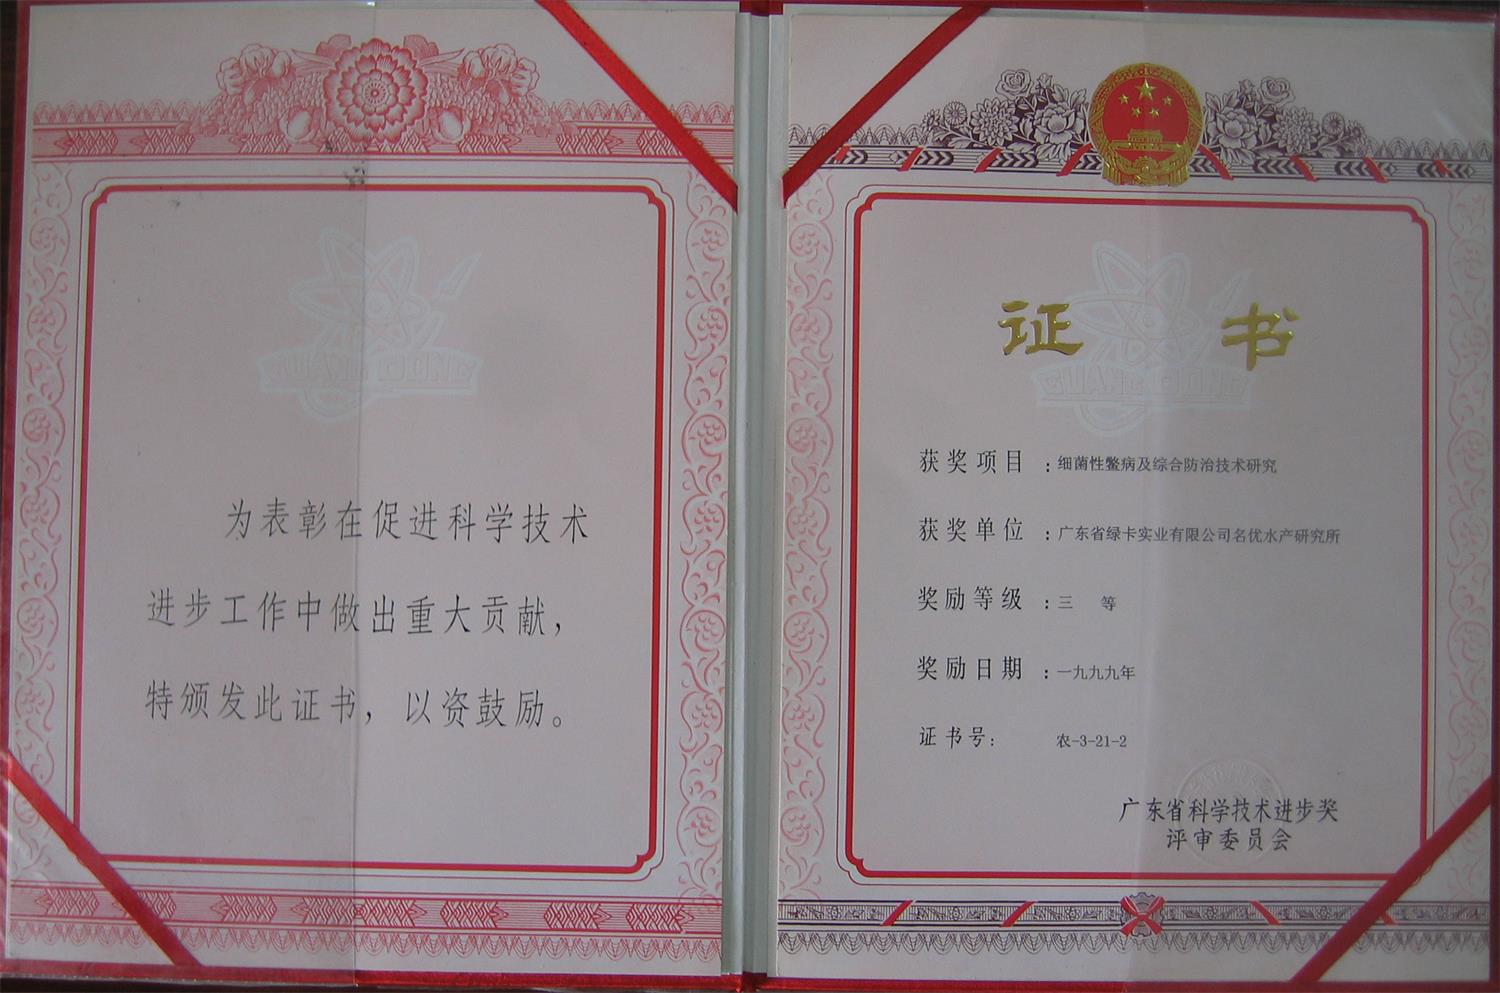 GUANG DONG
为表彰在促进科学技术
进步工作中做出重大贡献，
特颁发此证书，以资鼓励。
证书
GUANG DONG
获奖项目：细菌性鳖病及综合防治技术研究
获奖单位：广东省绿卡实业有限公司名优水产研究所
奖励等级：三 等
奖励日期：一九九九年
证书号： 农-3-21-2
广东省科学技术进步奖
评审委员会